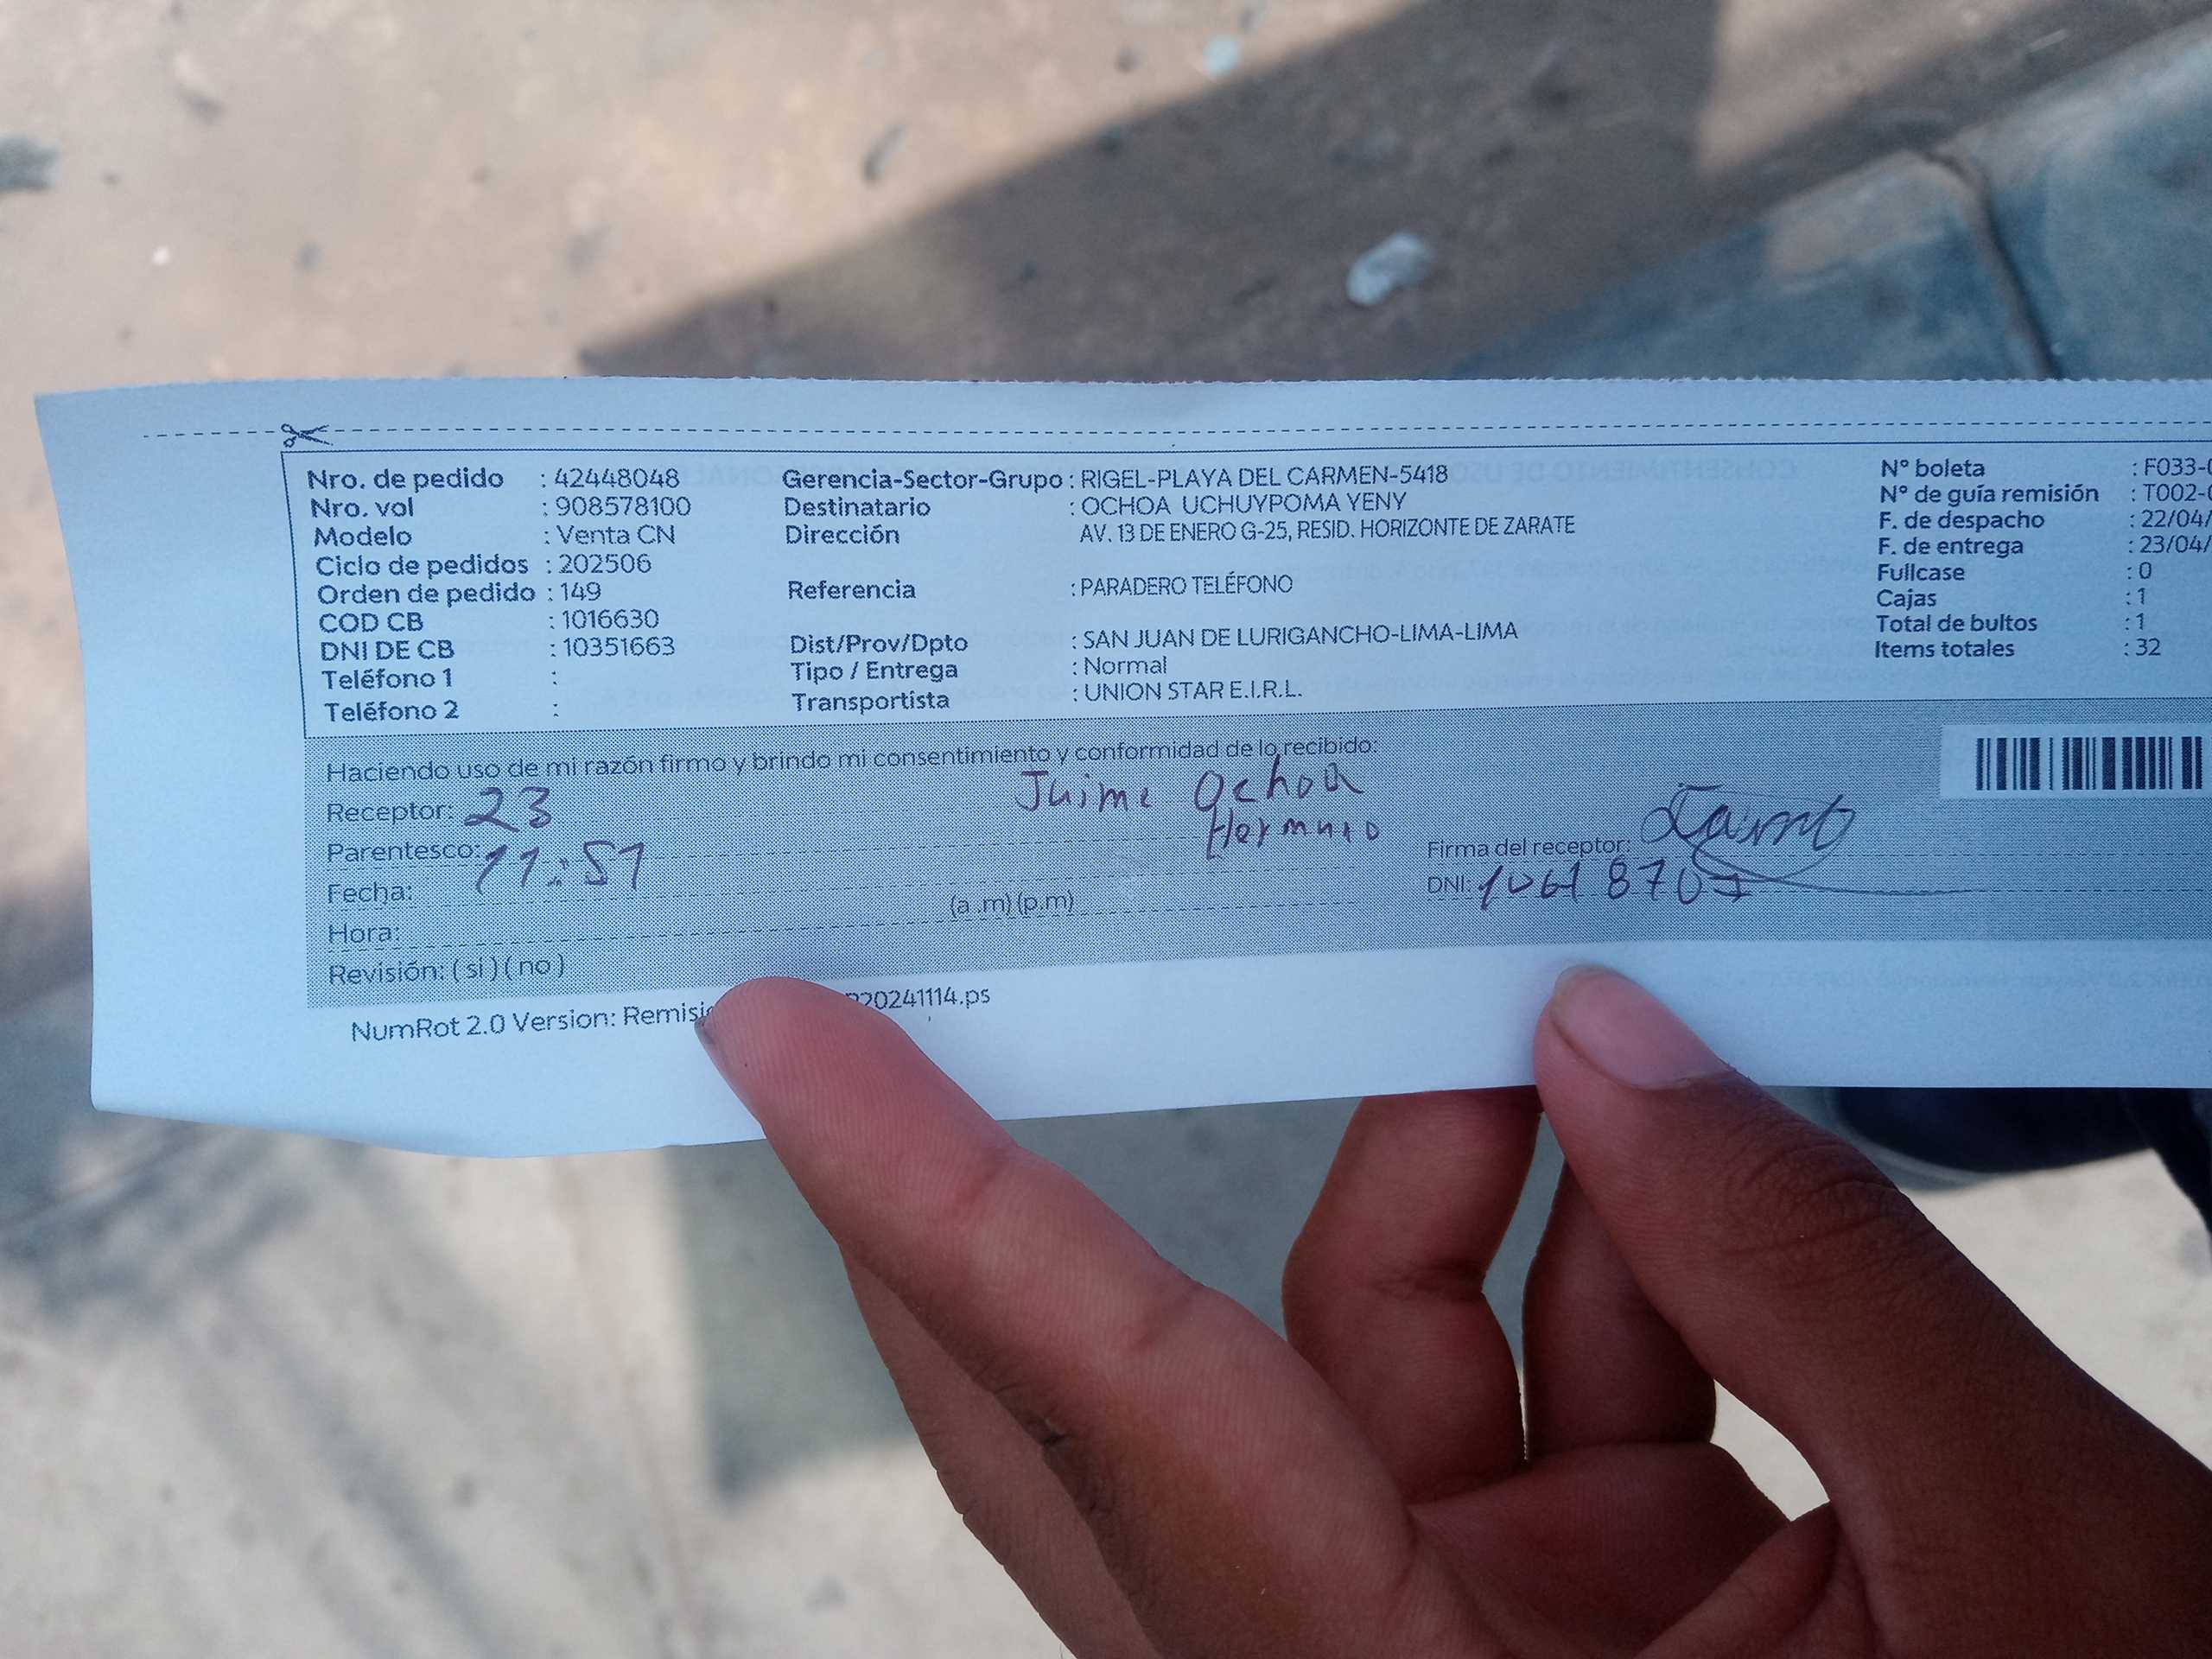 Nro. de pedido : 42448048
Nro. vol : 908578100
Modelo : Venta CN
Ciclo de pedidos : 202506
Orden de pedido : 149
COD CB : 1016630
DNI DE CB : 10351663
Teléfono 1 :
Teléfono 2 :
Gerencia-Sector-Grupo : RIGEL-PLAYA DEL CARMEN-5418
Destinatario : OCHOA UCHUYPOMA YENY
Dirección AV. 13 DE ENERO G-25, RESID. HORIZONTE DE ZARATE
Referencia : PARADERO TELÉFONO
Dist/Prov/Dpto : SAN JUAN DE LURIGANCHO-LIMA-LIMA
Tipo / Entrega : Normal
Transportista : UNION STAR E.I.R.L.
N° boleta : F033-0
N° de guía remisión : T002-0
F. de despacho : 22/04/
F. de entrega : 23/04/
Fullcase : 0
Cajas : 1
Total de bultos : 1
Items totales : 32
Haciendo uso de mi razón firmo y brindo mi consentimiento y conformidad de lo recibido:
Receptor: 23 Jaime Ochoa
Parentesco: 11:51 Hermano
Fecha:
Hora: (a .m) (p.m)
Revisión: ( si ) ( no )
Firma del receptor:
DNI:
NumRot 2.0 Version: Remisi 20241114.ps